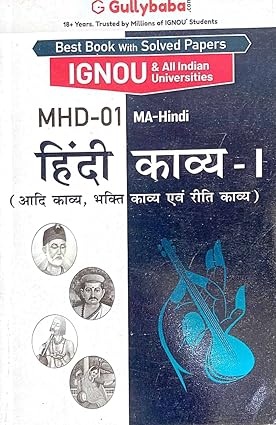 Gullybaba.com
18+ Years, Trusted by Millions of IGNOU Students
Best Book With Solved Papers
IGNOU & All Indian Universities
MHD-01 MA-Hindi
हिंदी काव्य - I
( आदि काव्य, भक्ति काव्य एवं रीति काव्य )